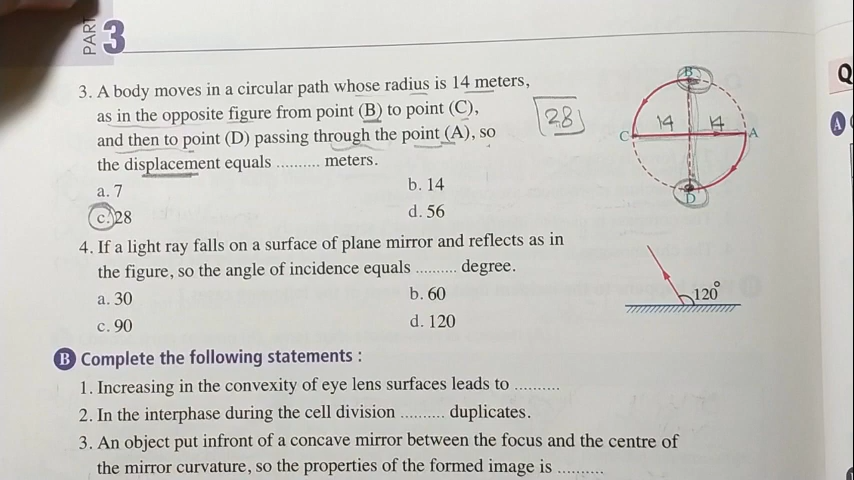 PART 3
3. A body moves in a circular path whose radius is 14 meters,
as in the opposite figure from point (B) to point (C),
and then to point (D) passing through the point (A), so
the displacement equals .......... meters.
28
a. 7
b. 14
c. 28
d. 56
B
C
14
14
A
D
4. If a light ray falls on a surface of plane mirror and reflects as in
the figure, so the angle of incidence equals ......... degree.
a. 30
b. 60
c. 90
d. 120
120°
B Complete the following statements :
1. Increasing in the convexity of eye lens surfaces leads to ..........
2. In the interphase during the cell division .......... duplicates.
3. An object put infront of a concave mirror between the focus and the centre of
the mirror curvature, so the properties of the formed image is ..........
Q
A